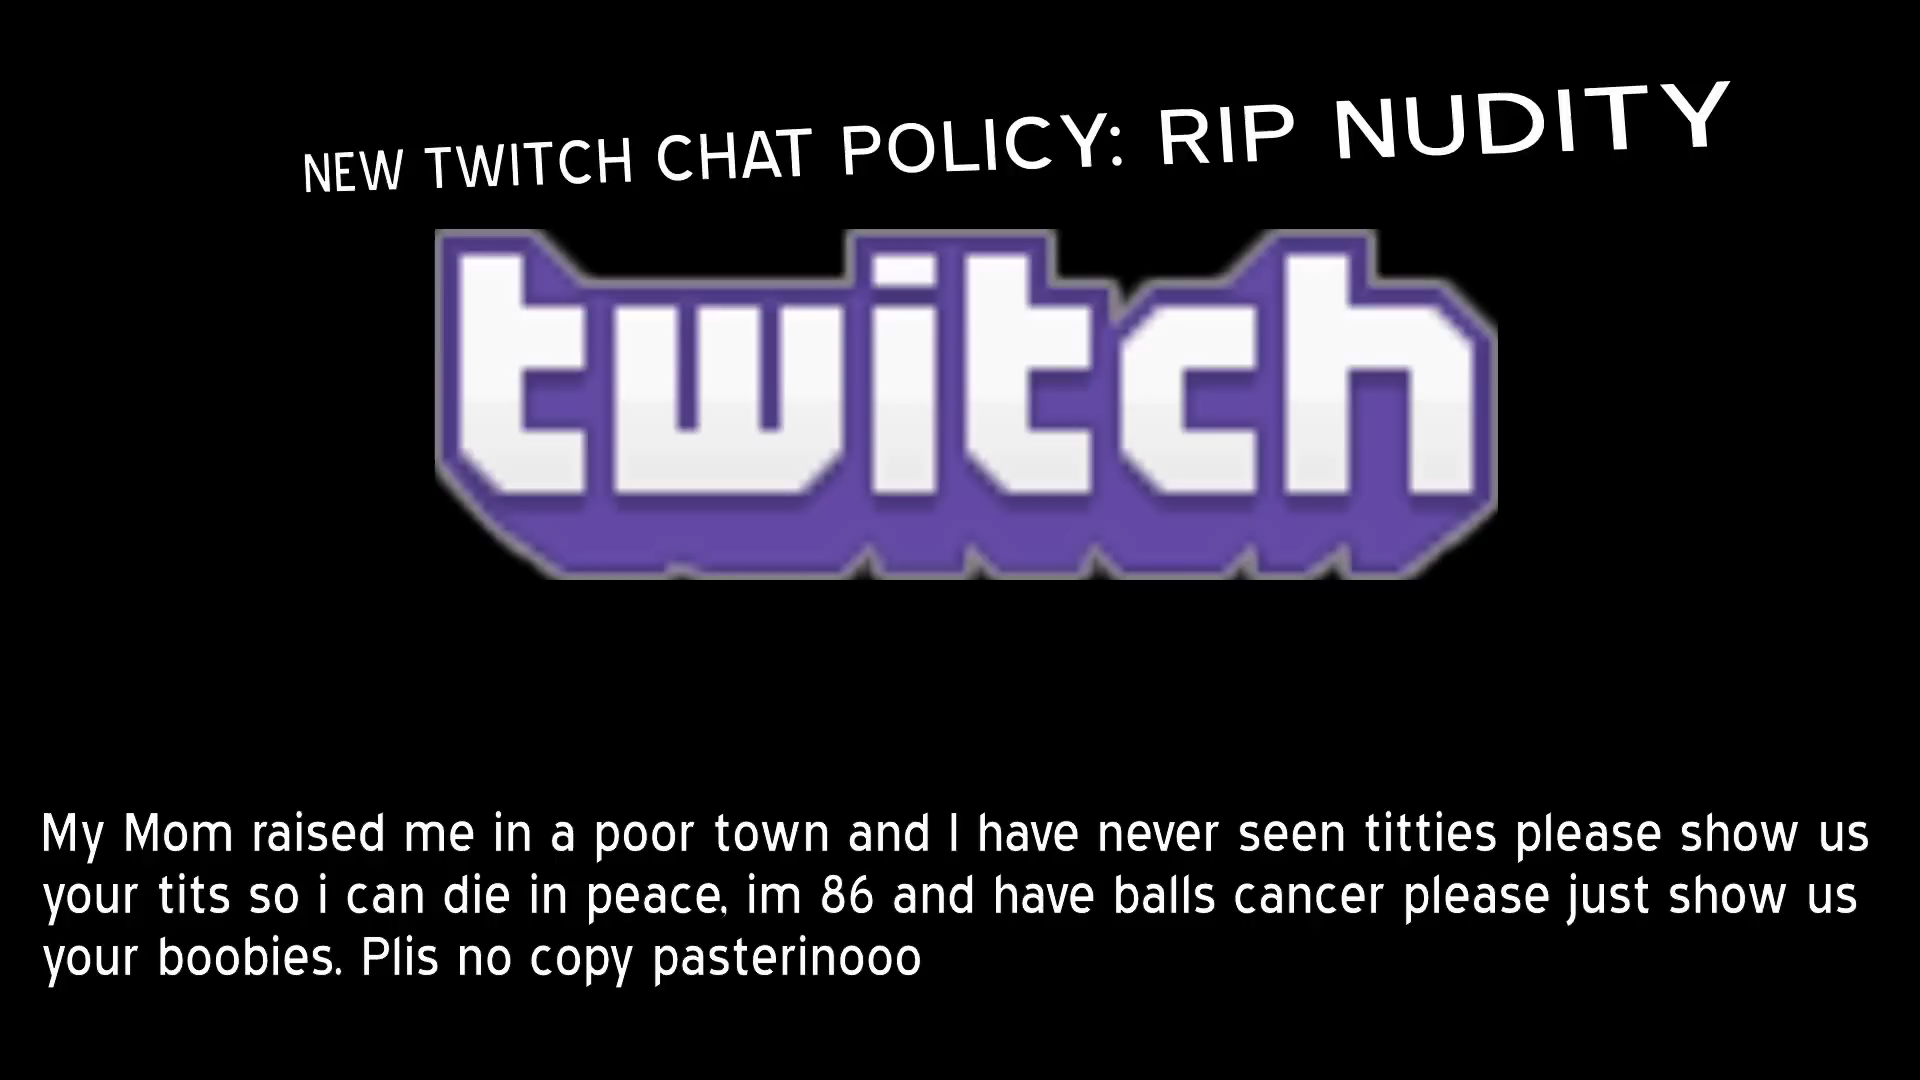 NEW TWITCH CHAT POLICY: RIP NUDITY
twitch
My Mom raised me in a poor town and I have never seen titties please show us
your tits so i can die in peace, im 86 and have balls cancer please just show us
your boobies. Plis no copy pasterinooo